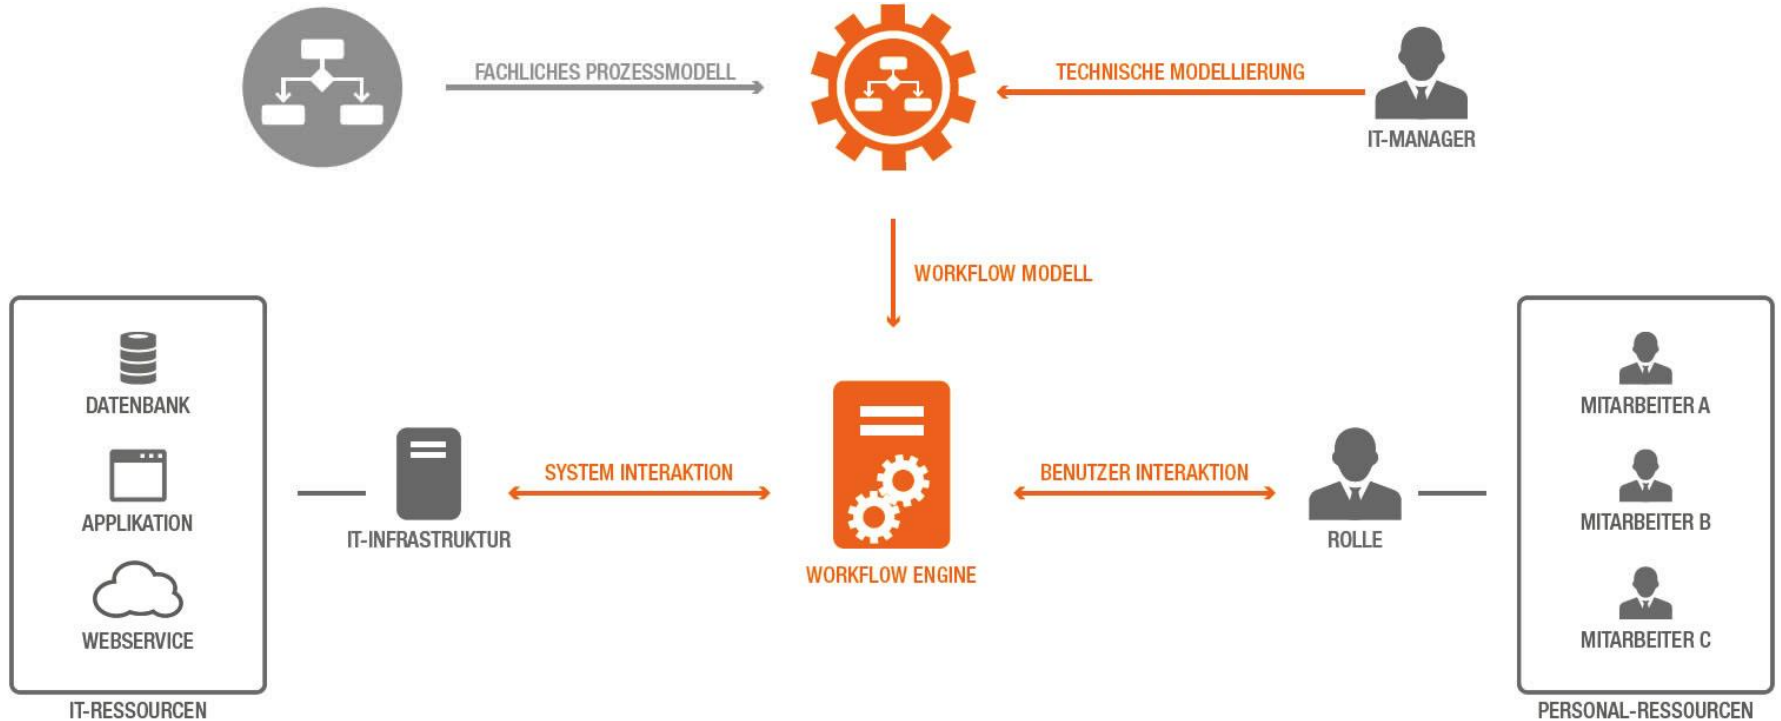 FACHLICHES PROZESSMODELL
TECHNISCHE MODELLIERUNG
IT-MANAGER
WORKFLOW MODELL
DATENBANK
APPLIKATION
WEBSERVICE
IT-RESSOURCEN
IT-INFRASTRUKTUR
SYSTEM INTERAKTION
WORKFLOW ENGINE
BENUTZER INTERAKTION
ROLLE
MITARBEITER A
MITARBEITER B
MITARBEITER C
PERSONAL-RESSOURCEN